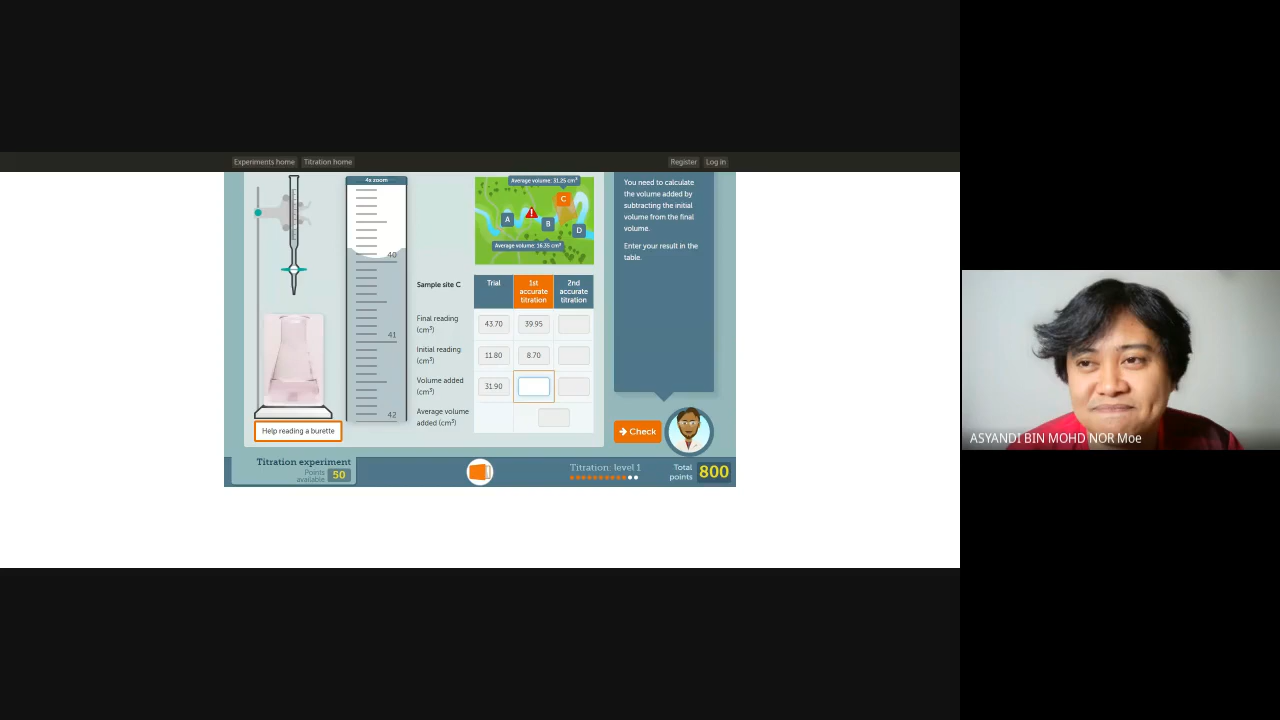 Experiments home
Titration home
Register
Log in
4x zoom
40
41
42
Help reading a burette
Average volume: 31.25 cm³
A
B
C
D
Average volume: 16.35 cm³
Sample site C
Trial
1st accurate titration
2nd accurate titration
Final reading (cm³)
43.70
39.95
Initial reading (cm³)
11.80
8.70
Volume added (cm³)
31.90
Average volume added (cm³)
You need to calculate
the volume added by
subtracting the initial
volume from the final
volume.
Enter your result in the
table.
Check
Titration experiment
Points available
50
Titration: level 1
Total points
800
ASYANDI BIN MOHD NOR Moe